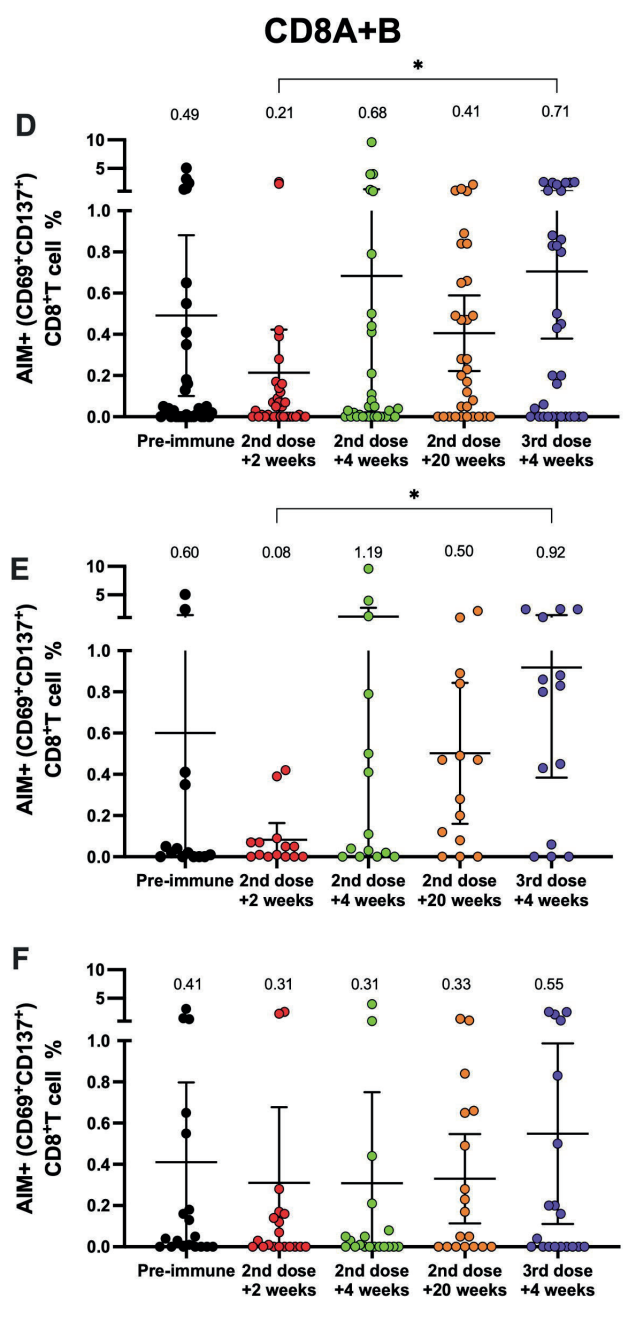 CD8A+B
*
D
0.49 0.21 0.68 0.41 0.71
AIM+ (CD69+CD137+)
CD8+T cell %
10
5
1.0
0.8
0.6
0.4
0.2
0.0
Pre-immune 2nd dose 2nd dose 2nd dose 3rd dose
+2 weeks +4 weeks +20 weeks +4 weeks
*
E
0.60 0.08 1.19 0.50 0.92
AIM+ (CD69+CD137+)
CD8+T cell %
10
5
1.0
0.8
0.6
0.4
0.2
0.0
Pre-immune 2nd dose 2nd dose 2nd dose 3rd dose
+2 weeks +4 weeks +20 weeks +4 weeks
F
0.41 0.31 0.31 0.33 0.55
AIM+ (CD69+CD137+)
CD8+T cell %
10
5
1.0
0.8
0.6
0.4
0.2
0.0
Pre-immune 2nd dose 2nd dose 2nd dose 3rd dose
+2 weeks +4 weeks +20 weeks +4 weeks